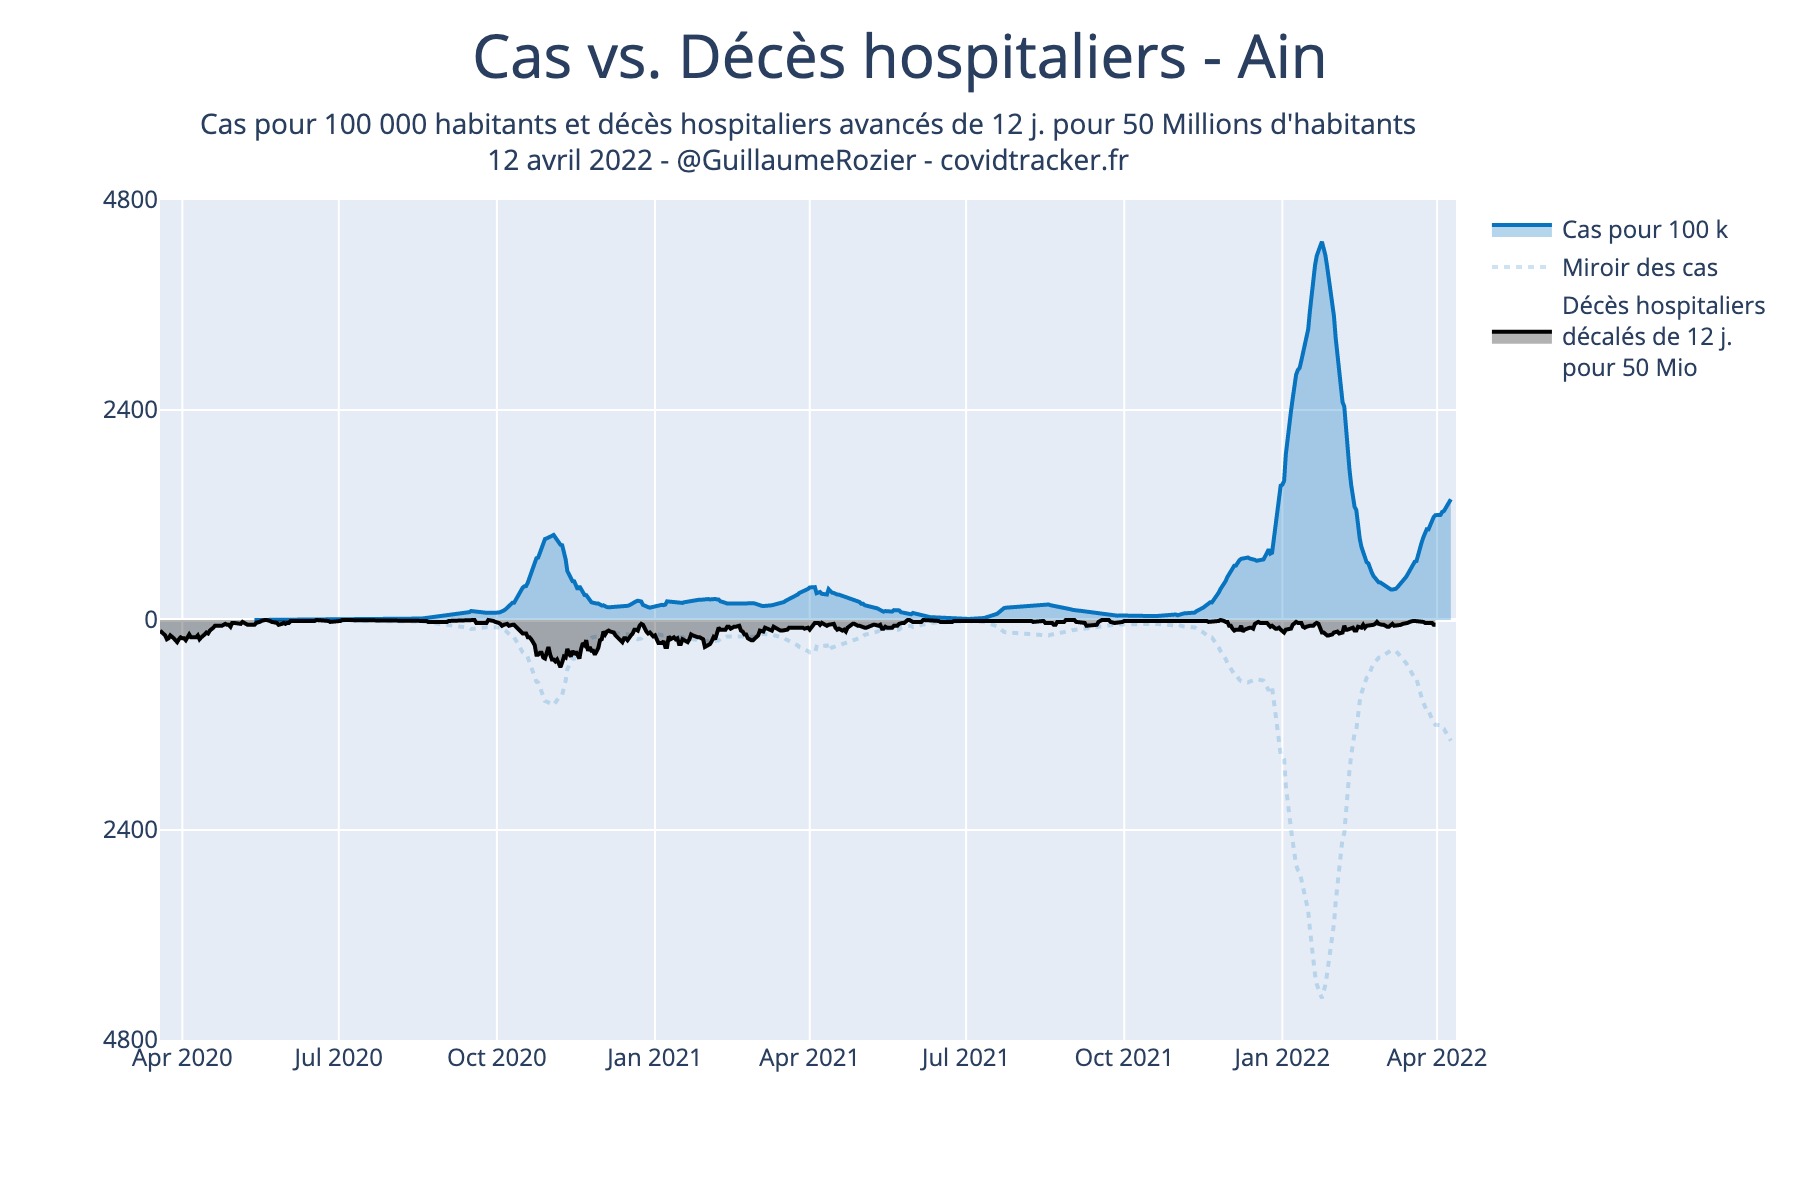 Cas vs. Décès hospitaliers - Ain
Cas pour 100 000 habitants et décès hospitaliers avancés de 12 j. pour 50 Millions d'habitants
12 avril 2022 - @GuillaumeRozier - covidtracker.fr
4800
2400
0
2400
4800
Apr 2020 Jul 2020 Oct 2020 Jan 2021 Apr 2021 Jul 2021 Oct 2021 Jan 2022 Apr 2022
Cas pour 100 k
Miroir des cas
Décès hospitaliers
décalés de 12 j.
pour 50 Mio